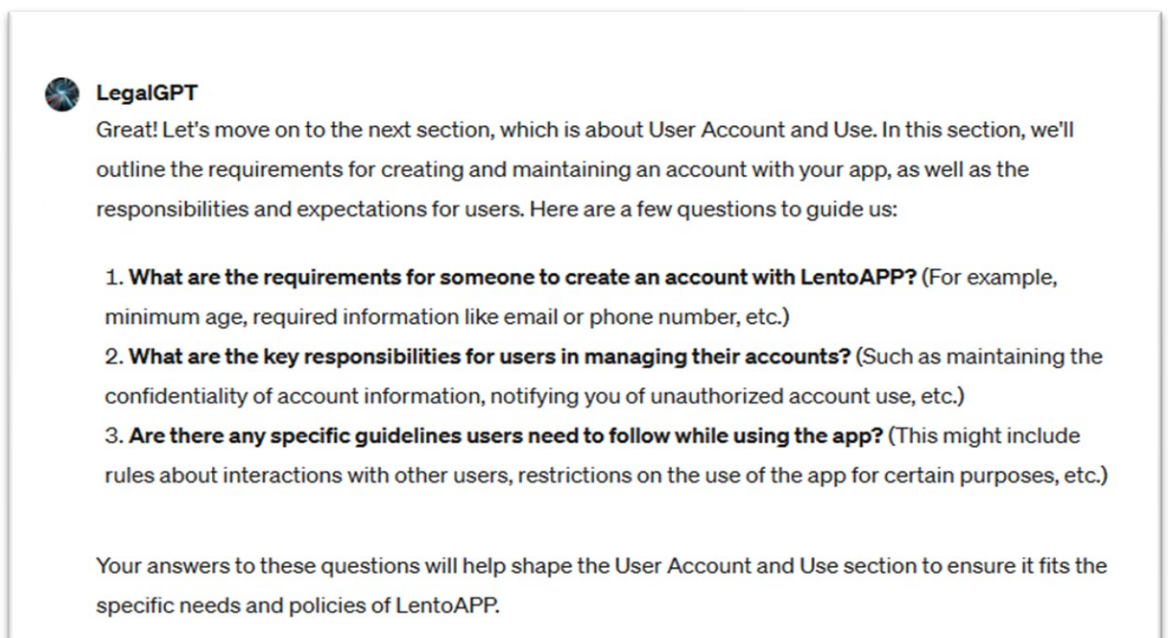 LegalGPT
Great! Let's move on to the next section, which is about User Account and Use. In this section, we'll
outline the requirements for creating and maintaining an account with your app, as well as the
responsibilities and expectations for users. Here are a few questions to guide us:
1. What are the requirements for someone to create an account with LentoAPP? (For example,
minimum age, required information like email or phone number, etc.)
2. What are the key responsibilities for users in managing their accounts? (Such as maintaining the
confidentiality of account information, notifying you of unauthorized account use, etc.)
3. Are there any specific guidelines users need to follow while using the app? (This might include
rules about interactions with other users, restrictions on the use of the app for certain purposes, etc.)
Your answers to these questions will help shape the User Account and Use section to ensure it fits the
specific needs and policies of LentoAPP.